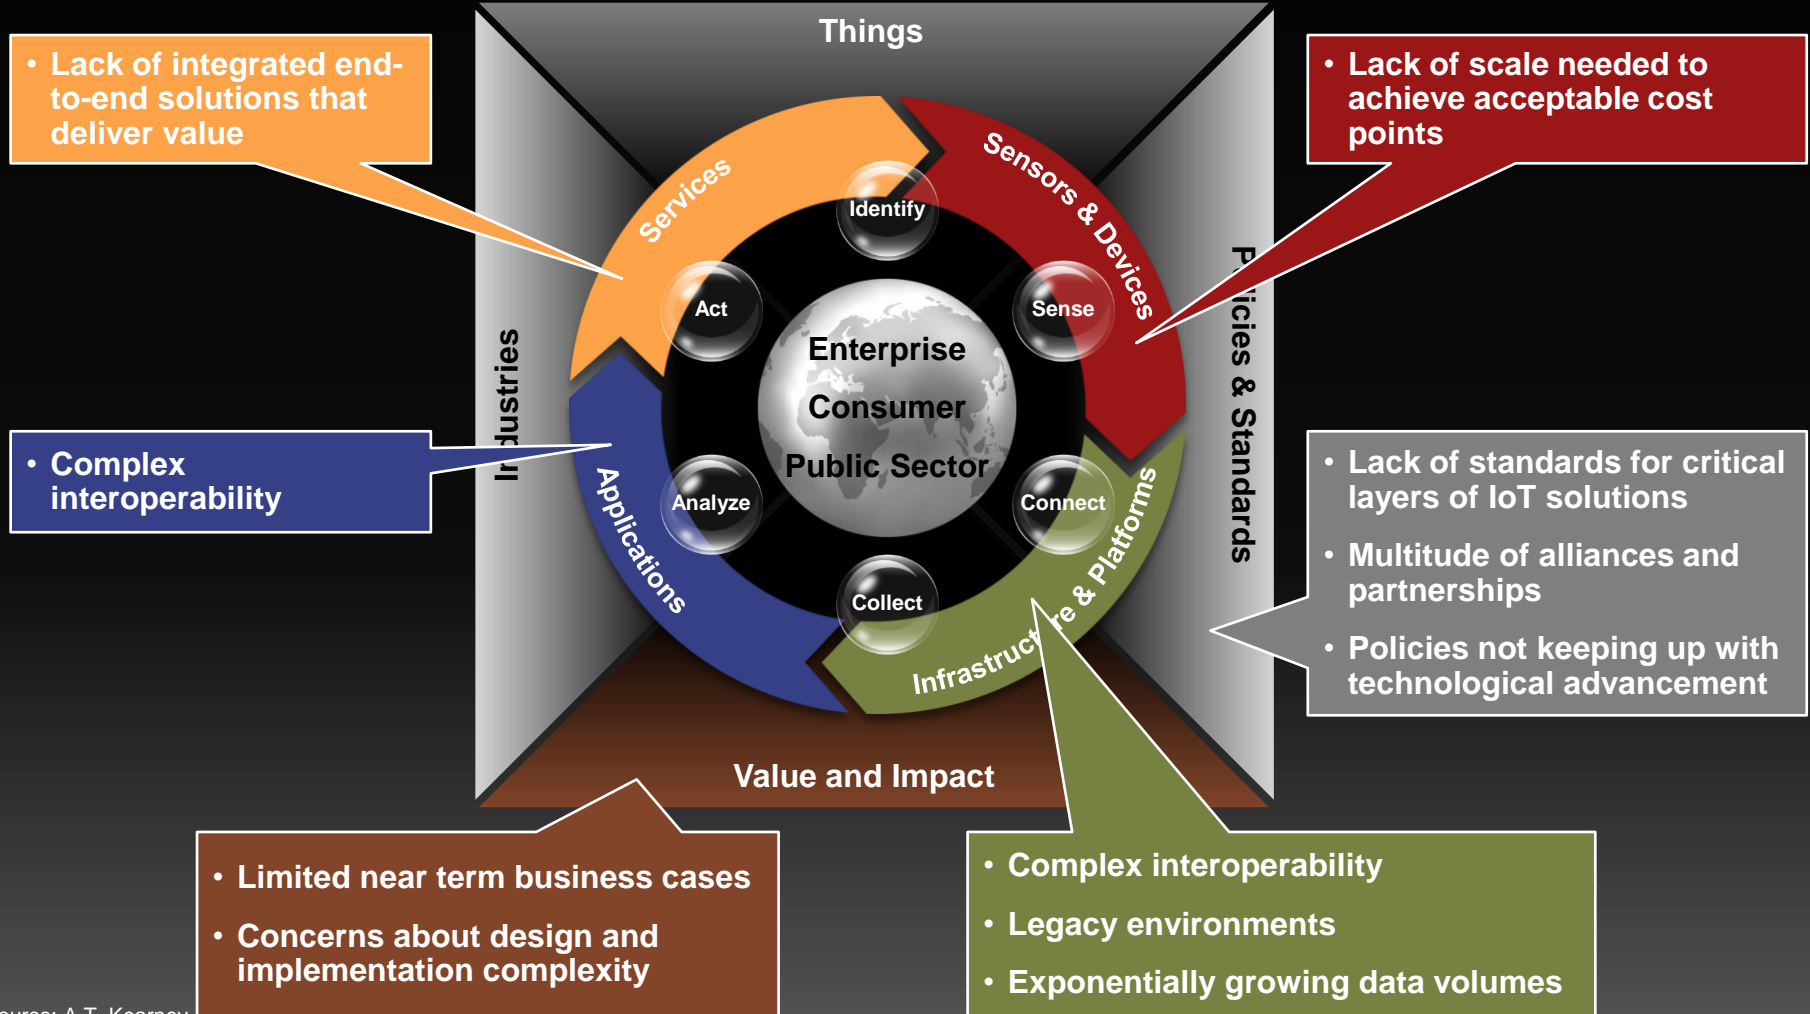 Things
• Lack of integrated end-
to-end solutions that
deliver value
• Lack of scale needed to
achieve acceptable cost
points
Services
Sensors & Devices
Identify
Act
Sense
Enterprise
Consumer
Public Sector
Industries
Policies & Standards
• Complex
interoperability
• Lack of standards for critical
layers of IoT solutions
• Multitude of alliances and
partnerships
• Policies not keeping up with
technological advancement
Analyze
Connect
Collect
Applications
Infrastructure & Platforms
Value and Impact
• Limited near term business cases
• Concerns about design and
implementation complexity
• Complex interoperability
• Legacy environments
• Exponentially growing data volumes
A.T. Kearney